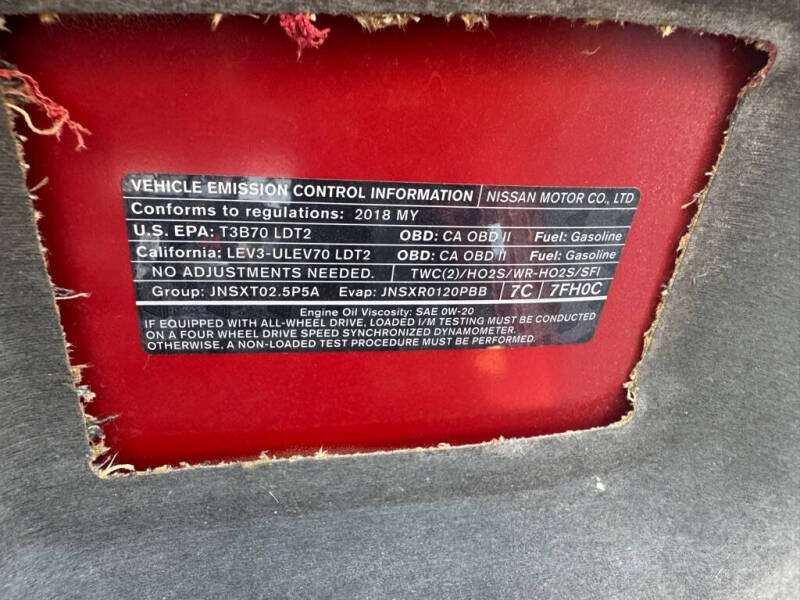 VEHICLE EMISSION CONTROL INFORMATION NISSAN MOTOR CO., LTD
Conforms to regulations: 2018 MY
U.S. EPA: T3B70 LDT2 OBD: CA OBD II Fuel: Gasoline
California: LEV3-ULEV70 LDT2 OBD: CA OBD II Fuel: Gasoline
NO ADJUSTMENTS NEEDED. TWC(2)/HO2S/WR-HO2S/SFI
Group: JNSXT02.5P5A Evap: JNSXR0120PBB 7C 7FH0C
Engine Oil Viscosity: SAE 0W-20
IF EQUIPPED WITH ALL-WHEEL DRIVE, LOADED I/M TESTING MUST BE CONDUCTED
ON A FOUR WHEEL DRIVE SPEED SYNCHRONIZED DYNAMOMETER.
OTHERWISE, A NON-LOADED TEST PROCEDURE MUST BE PERFORMED.